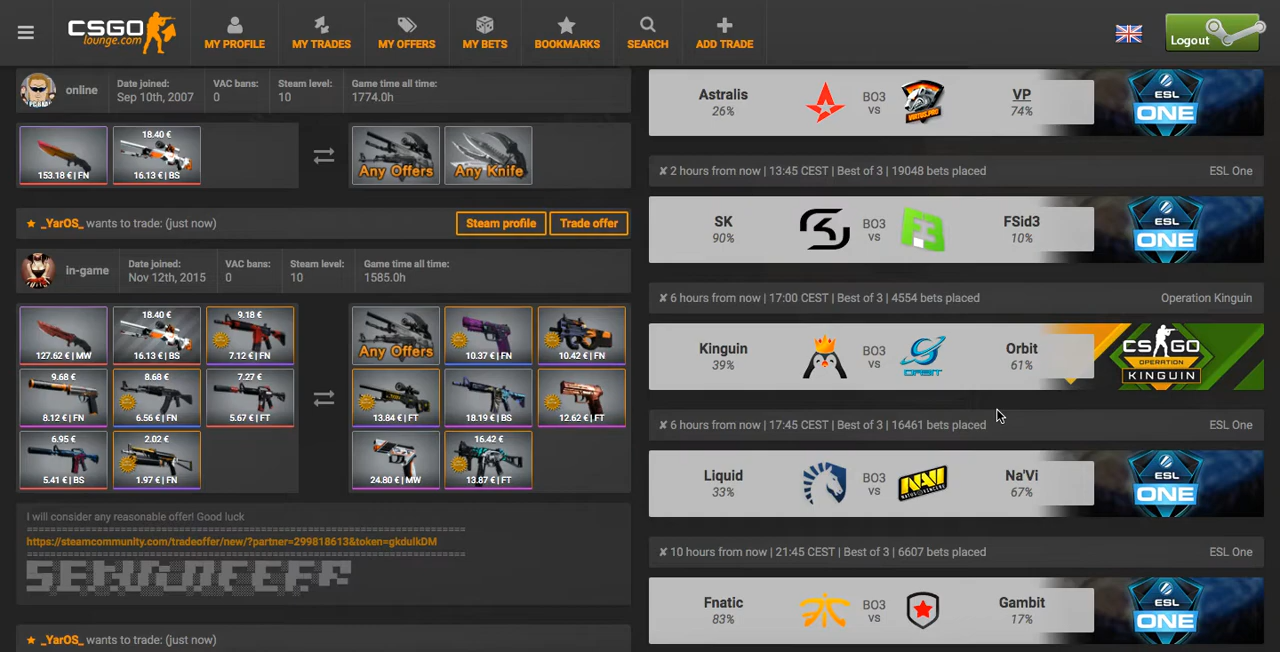 CSGO
lounge.com
MY PROFILE
MY TRADES
MY OFFERS
MY BETS
BOOKMARKS
SEARCH
ADD TRADE
Logout
online
Date joined:
Sep 10th, 2007
VAC bans:
0
Steam level:
10
Game time all time:
1774.0h
153.18 € | FN
18.40 €
16.13 € | BS
Any Offers
Any Knife
_YarOS_ wants to trade: (just now)
Steam profile
Trade offer
in-game
Date joined:
Nov 12th, 2015
VAC bans:
0
Steam level:
10
Game time all time:
1585.0h
127.62 € | MW
18.40 €
16.13 € | BS
9.18 €
7.12 € | FN
Any Offers
10.37 € | FN
10.42 € | FN
9.68 €
8.12 € | FN
8.68 €
6.56 € | FN
7.27 €
5.67 € | FT
13.84 € | FT
18.19 € | BS
12.62 € | FT
6.95 €
5.41 € | BS
2.02 €
1.97 € | FN
24.80 € | MW
16.42 €
13.87 € | FT
I will consider any reasonable offer! Good luck
https://steamcommunity.com/tradeoffer/new/?partner=299818613&token=gkdulkDM
_YarOS_ wants to trade: (just now)
Astralis
26%
BO3
vs
VIRTUS.PRO
VP
74%
ESL
ONE
✘ 2 hours from now | 13:45 CEST | Best of 3 | 19048 bets placed
ESL One
SK
90%
BO3
vs
FSid3
10%
ESL
ONE
✘ 6 hours from now | 17:00 CEST | Best of 3 | 4554 bets placed
Operation Kinguin
Kinguin
39%
BO3
vs
ORBIT
Orbit
61%
CS:GO
OPERATION
KINGUIN
✘ 6 hours from now | 17:45 CEST | Best of 3 | 16461 bets placed
ESL One
Liquid
33%
BO3
vs
NAVI
Na'Vi
67%
ESL
ONE
✘ 10 hours from now | 21:45 CEST | Best of 3 | 6607 bets placed
ESL One
Fnatic
83%
BO3
vs
Gambit
17%
ESL
ONE